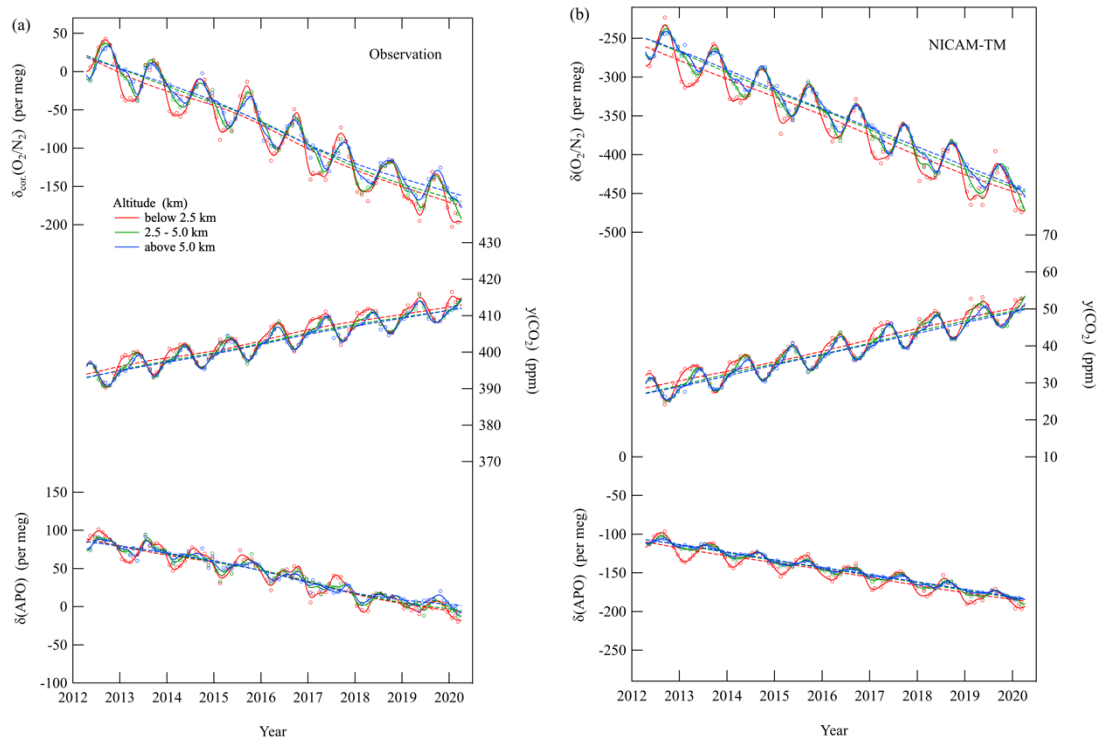 (a)
Observation
50
0
-50
-100
-150
-200
δcor.(O₂/N₂) (per meg)
Altitude (km)
below 2.5 km
2.5 - 5.0 km
above 5.0 km
430
420
410
400
390
380
370
y(CO₂) (ppm)
150
100
50
0
-50
-100
δ(APO) (per meg)
2012 2013 2014 2015 2016 2017 2018 2019 2020
Year
(b)
NICAM-TM
-250
-300
-350
-400
-450
-500
δ(O₂/N₂) (per meg)
70
60
50
40
30
20
10
y(CO₂) (ppm)
0
-50
-100
-150
-200
-250
δ(APO) (per meg)
2012 2013 2014 2015 2016 2017 2018 2019 2020
Year